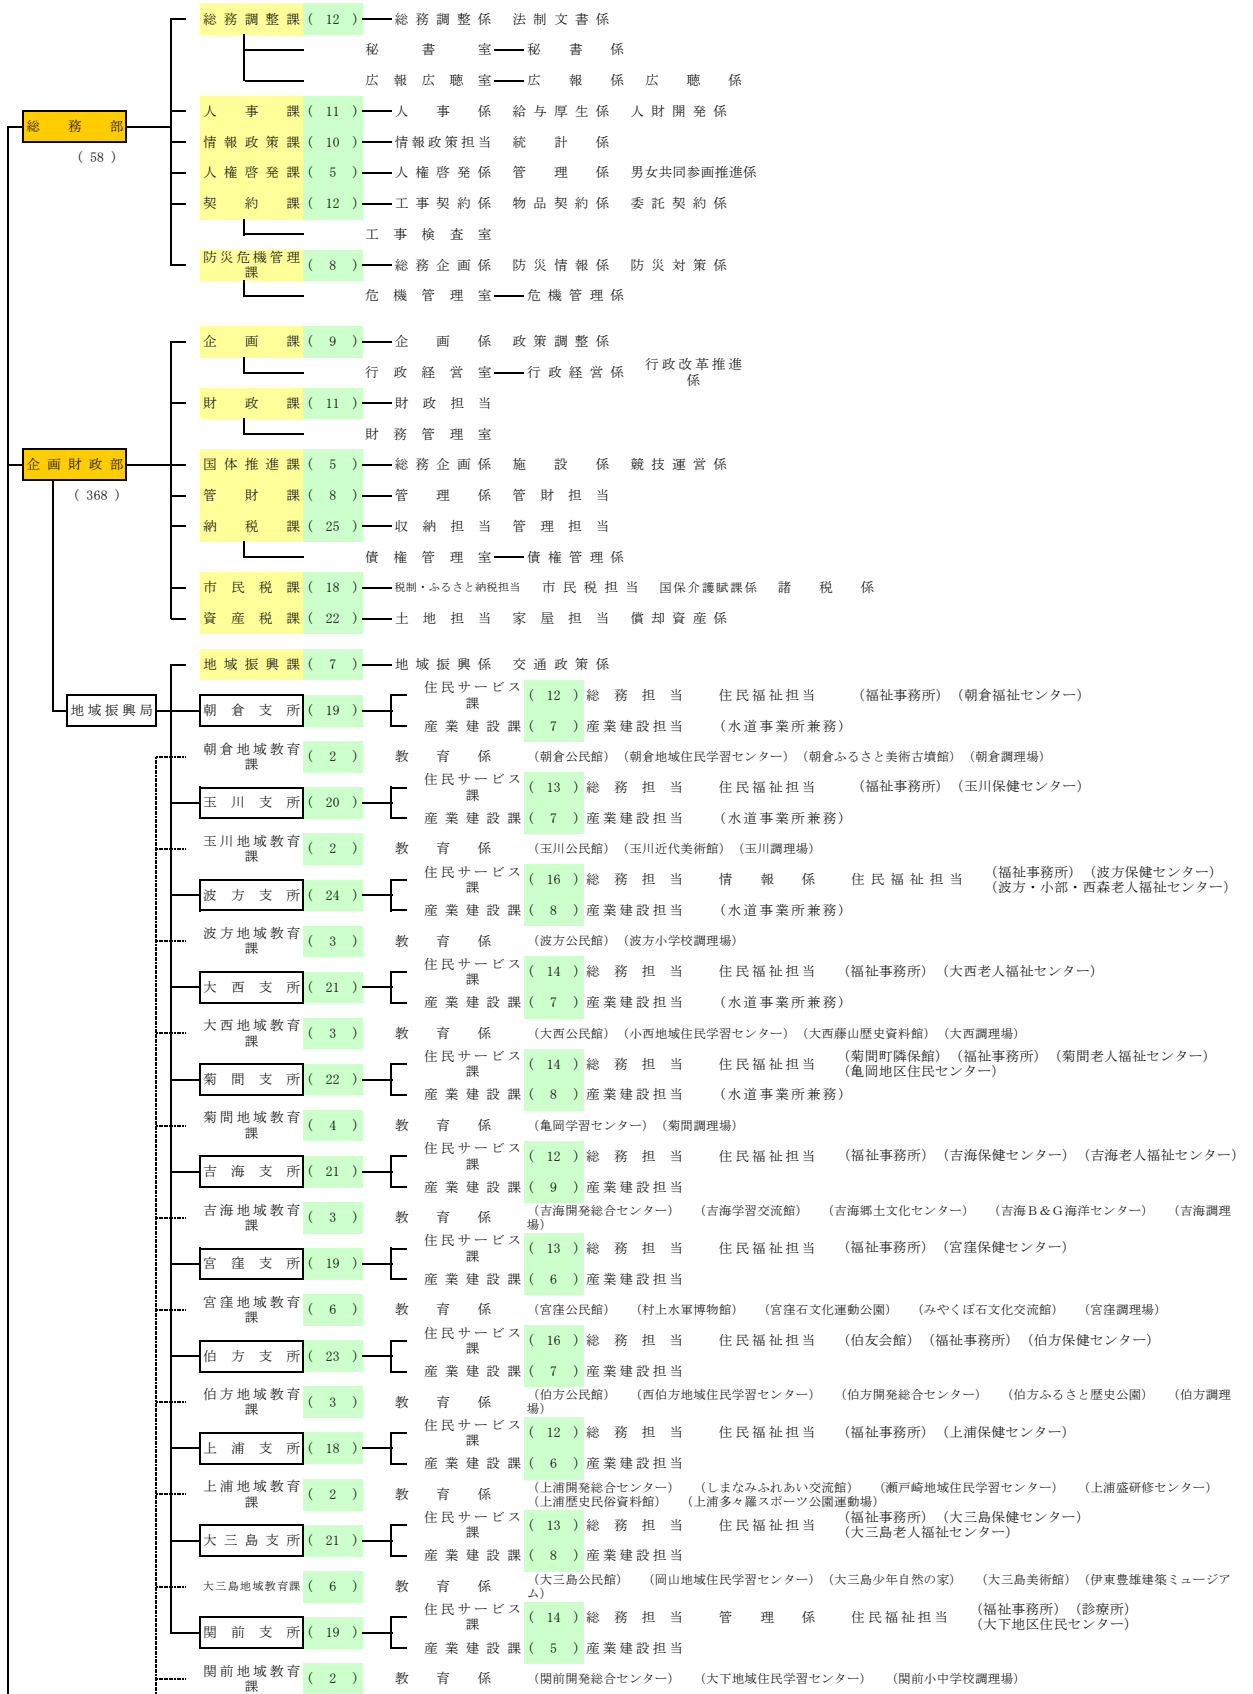 総務調整課 ( 12 ) 総務調整係 法制文書係
秘書室 秘書係
広報広聴室 広報係 広聴係
人事課 ( 11 ) 人事係 給与厚生係 人財開発係
総務部
( 58 )
情報政策課 ( 10 ) 情報政策担当 統計係
人権啓発課 ( 5 ) 人権啓発係 管理係 男女共同参画推進係
契約課 ( 12 ) 工事契約係 物品契約係 委託契約係
工事検査室
防災危機管理課 ( 8 ) 総務企画係 防災情報係 防災対策係
危機管理室 危機管理係
企画課 ( 9 ) 企画係 政策調整係
行政経営室 行政経営係 行政改革推進係
財政課 ( 11 ) 財政担当
財務管理室
企画財政部
( 368 )
国体推進課 ( 5 ) 総務企画係 施設係 競技運営係
管財課 ( 8 ) 管理係 管財担当
納税課 ( 25 ) 収納担当 管理担当
債権管理室 債権管理係
市民税課 ( 18 ) 税制・ふるさと納税担当 市民税担当 国保介護賦課係 諸税係
資産税課 ( 22 ) 土地担当 家屋担当 償却資産係
地域振興課 ( 7 ) 地域振興係 交通政策係
地域振興局
朝倉支所 ( 19 )
住民サービス課 ( 12 ) 総務担当 住民福祉担当 (福祉事務所) (朝倉福祉センター)
産業建設課 ( 7 ) 産業建設担当 (水道事業所兼務)
朝倉地域教育課 ( 2 ) 教育係 (朝倉公民館) (朝倉地域住民学習センター) (朝倉ふるさと美術古墳館) (朝倉調理場)
玉川支所 ( 20 )
住民サービス課 ( 13 ) 総務担当 住民福祉担当 (福祉事務所) (玉川保健センター)
産業建設課 ( 7 ) 産業建設担当 (水道事業所兼務)
玉川地域教育課 ( 2 ) 教育係 (玉川公民館) (玉川近代美術館) (玉川調理場)
波方支所 ( 24 )
住民サービス課 ( 16 ) 総務担当 情報係 住民福祉担当 (福祉事務所) (波方保健センター)
(波方・小部・西森老人福祉センター)
産業建設課 ( 8 ) 産業建設担当 (水道事業所兼務)
波方地域教育課 ( 3 ) 教育係 (波方公民館) (波方小学校調理場)
大西支所 ( 21 )
住民サービス課 ( 14 ) 総務担当 住民福祉担当 (福祉事務所) (大西老人福祉センター)
産業建設課 ( 7 ) 産業建設担当 (水道事業所兼務)
大西地域教育課 ( 3 ) 教育係 (大西公民館) (小西地域住民学習センター) (大西藤山歴史資料館) (大西調理場)
菊間支所 ( 22 )
住民サービス課 ( 14 ) 総務担当 住民福祉担当 (菊間町隣保館) (福祉事務所) (菊間老人福祉センター)
(亀岡地区住民センター)
産業建設課 ( 8 ) 産業建設担当 (水道事業所兼務)
菊間地域教育課 ( 4 ) 教育係 (亀岡学習センター) (菊間調理場)
吉海支所 ( 21 )
住民サービス課 ( 12 ) 総務担当 住民福祉担当 (福祉事務所) (吉海保健センター) (吉海老人福祉センター)
産業建設課 ( 9 ) 産業建設担当
吉海地域教育課 ( 3 ) 教育係 (吉海開発総合センター) (吉海学習交流館) (吉海郷土文化センター) (吉海B&G海洋センター) (吉海調理場)
宮窪支所 ( 19 )
住民サービス課 ( 13 ) 総務担当 住民福祉担当 (福祉事務所) (宮窪保健センター)
産業建設課 ( 6 ) 産業建設担当
宮窪地域教育課 ( 6 ) 教育係 (宮窪公民館) (村上水軍博物館) (宮窪石文化運動公園) (みやくぼ石文化交流館) (宮窪調理場)
伯方支所 ( 23 )
住民サービス課 ( 16 ) 総務担当 住民福祉担当 (伯友会館) (福祉事務所) (伯方保健センター)
産業建設課 ( 7 ) 産業建設担当
伯方地域教育課 ( 3 ) 教育係 (伯方公民館) (西伯方地域住民学習センター) (伯方開発総合センター) (伯方ふるさと歴史公園) (伯方調理場)
上浦支所 ( 18 )
住民サービス課 ( 12 ) 総務担当 住民福祉担当 (福祉事務所) (上浦保健センター)
産業建設課 ( 6 ) 産業建設担当
上浦地域教育課 ( 2 ) 教育係 (上浦開発総合センター) (しまなみふれあい交流館) (瀬戸崎地域住民学習センター) (上浦盛研修センター)
(上浦歴史民俗資料館) (上浦多々羅スポーツ公園運動場)
大三島支所 ( 21 )
住民サービス課 ( 13 ) 総務担当 住民福祉担当 (福祉事務所) (大三島保健センター)
(大三島老人福祉センター)
産業建設課 ( 8 ) 産業建設担当
大三島地域教育課 ( 6 ) 教育係 (大三島公民館) (岡山地域住民学習センター) (大三島少年自然の家) (大三島美術館) (伊東豊雄建築ミュージアム)
関前支所 ( 19 )
住民サービス課 ( 14 ) 総務担当 管理係 住民福祉担当 (福祉事務所) (診療所)
(大下地区住民センター)
産業建設課 ( 5 ) 産業建設担当
関前地域教育課 ( 2 ) 教育係 (関前開発総合センター) (大下地域住民学習センター) (関前小中学校調理場)